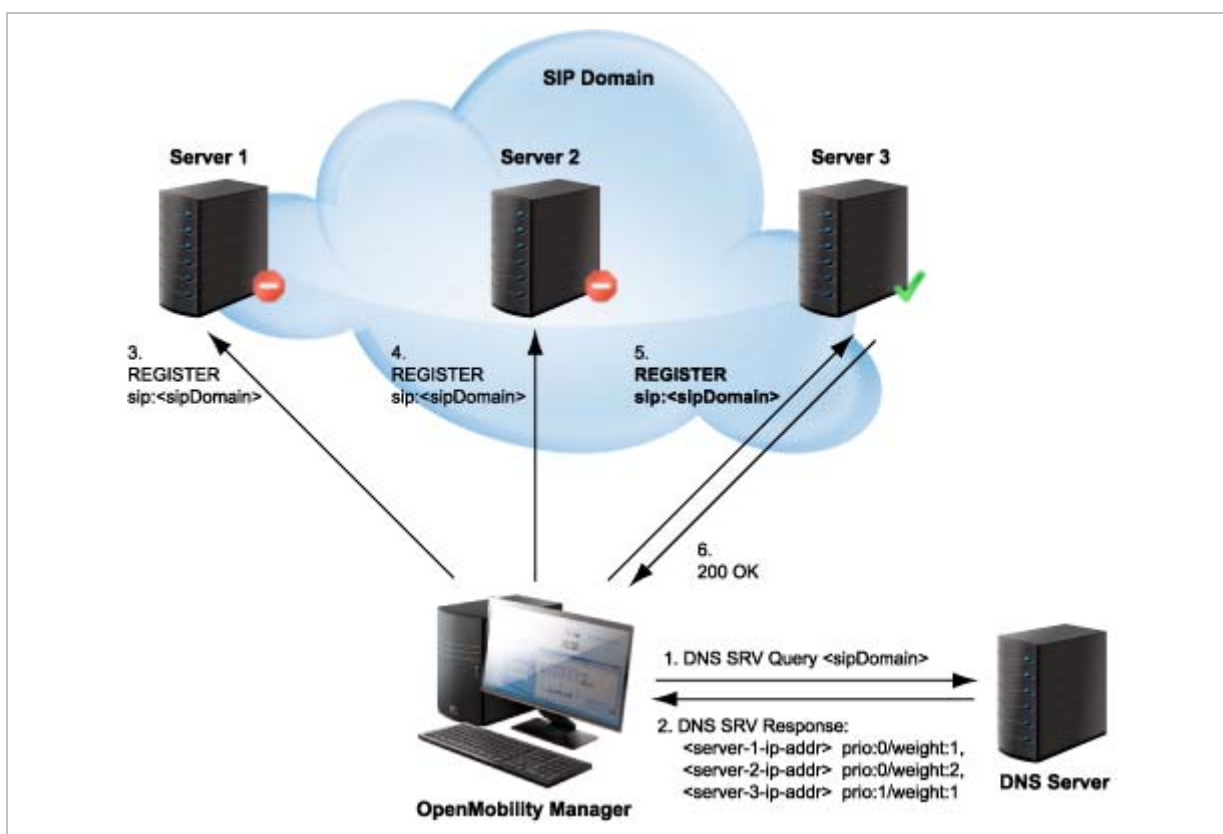 SIP Domain
Server 1
Server 2
Server 3
3.
REGISTER
sip:<sipDomain>
4.
REGISTER
sip:<sipDomain>
5.
REGISTER
sip:<sipDomain>
6.
200 OK
1. DNS SRV Query <sipDomain>
2. DNS SRV Response:
<server-1-ip-addr> prio:0/weight:1,
<server-2-ip-addr> prio:0/weight:2,
<server-3-ip-addr> prio:1/weight:1
OpenMobility Manager
DNS Server